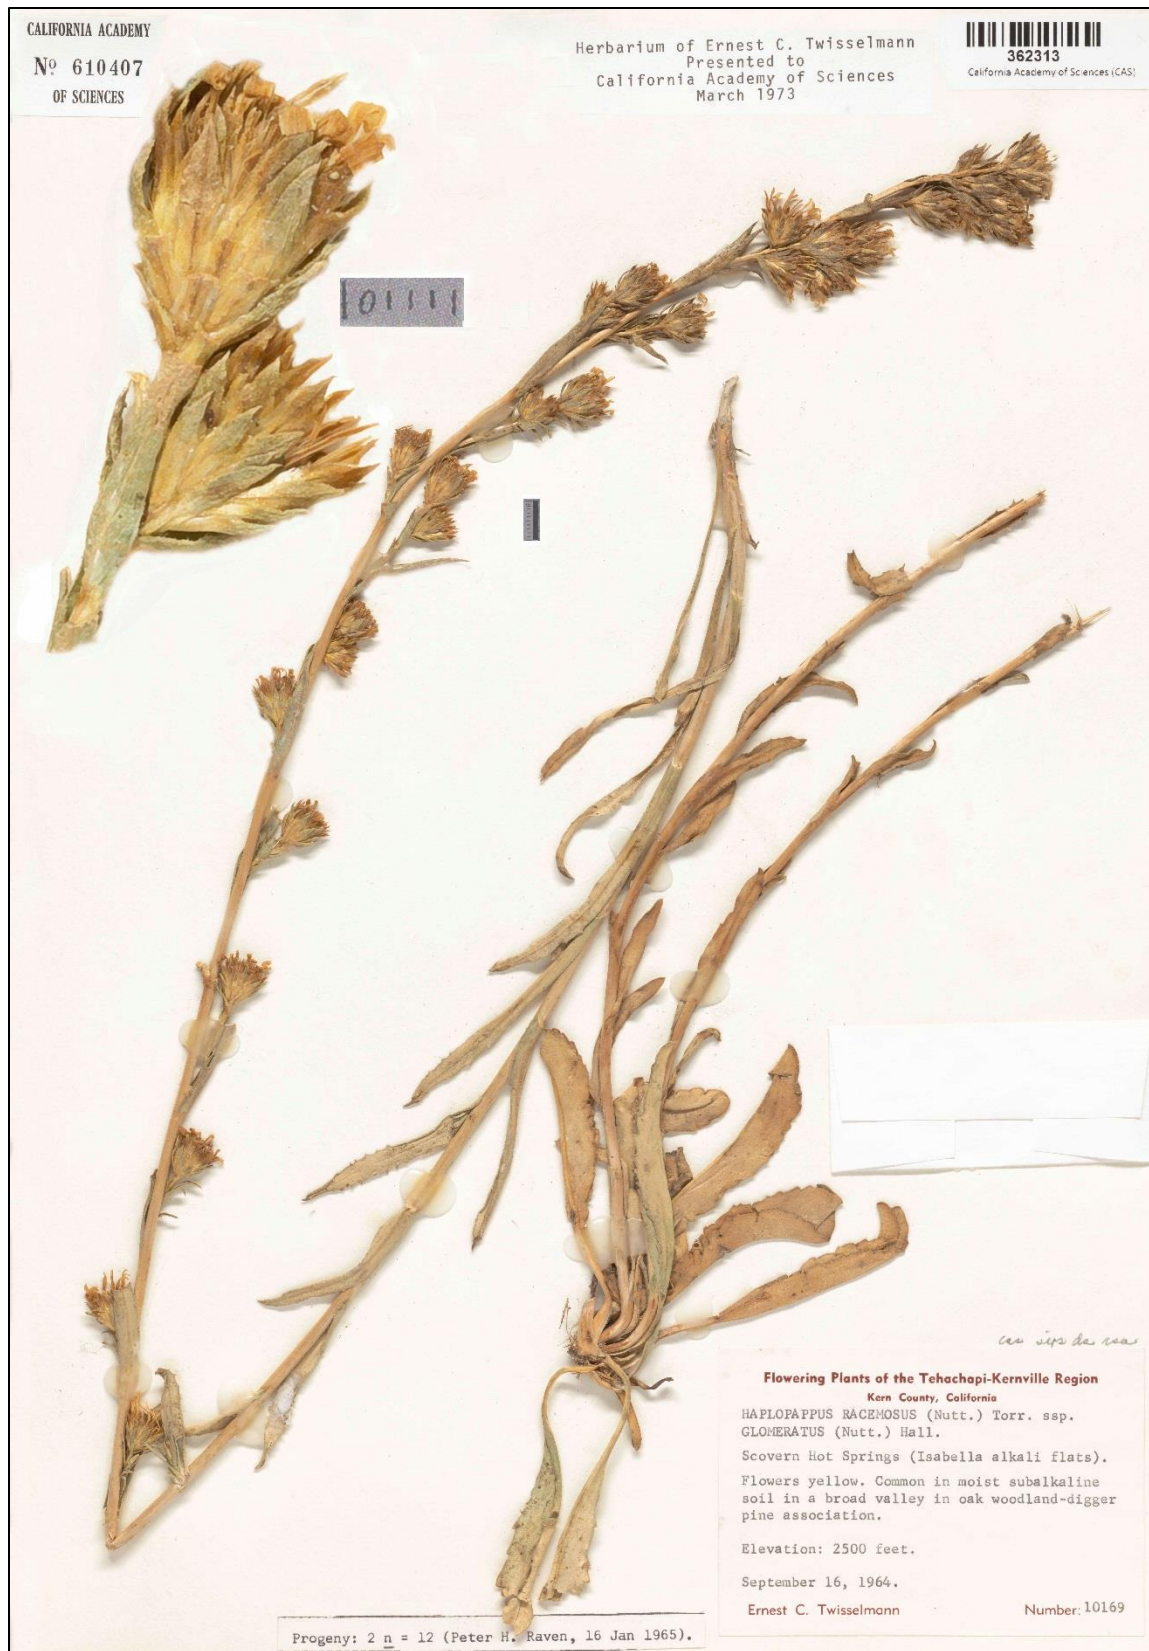 CALIFORNIA ACADEMY
Nº 610407
OF SCIENCES
Herbarium of Ernest C. Twisselmann
Presented to
California Academy of Sciences
March 1973
362313
California Academy of Sciences (CAS)
Flowering Plants of the Tehachapi-Kernville Region
Kern County, California
HAPLOPAPPUS RACEMOSUS (Nutt.) Torr. ssp.
GLOMERATUS (Nutt.) Hall.
Scovern Hot Springs (Isabella alkali flats).
Flowers yellow. Common in moist subalkaline
soil in a broad valley in oak woodland-digger
pine association.
Elevation: 2500 feet.
September 16, 1964.
Ernest C. Twisselmann Number: 10169
Progeny: 2 n = 12 (Peter H. Raven, 16 Jan 1965).